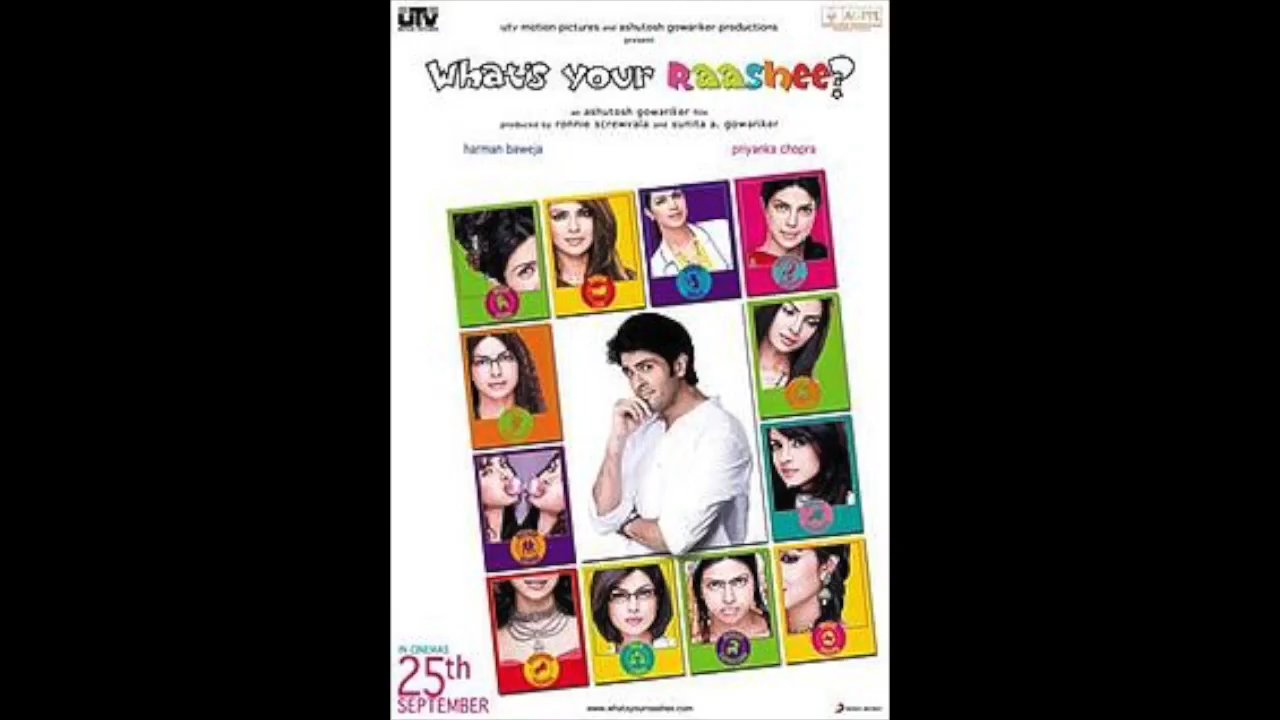 UTV
AGPPL
utv motion pictures and ashutosh gowariker productions
present
What's your Raashee?
an ashutosh gowariker film
produced by ronnie screwvala and sunita a. gowariker
harman baweja
priyanka chopra
IN CINEMAS
25th
SEPTEMBER
www.whatsyourraashee.com